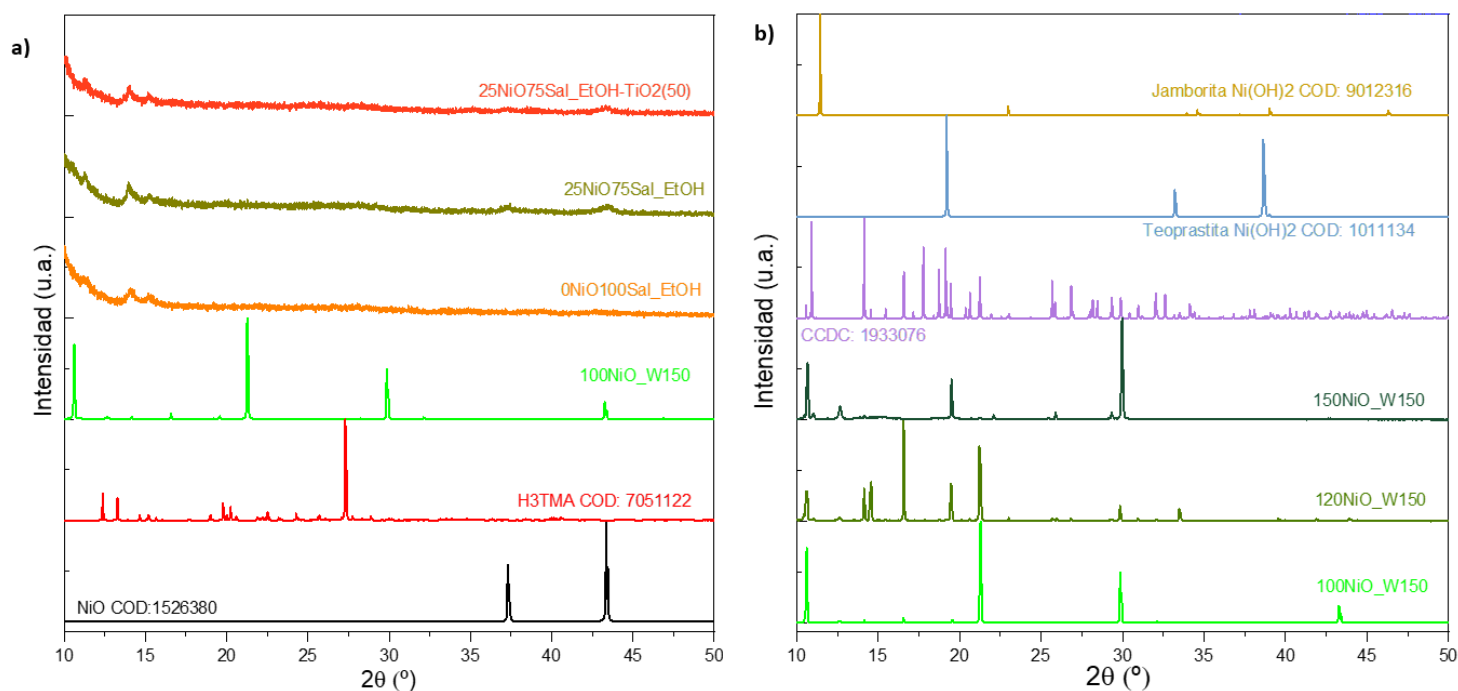 a)
25NiO75Sal_EtOH-TiO2(50)
25NiO75Sal_EtOH
0NiO100Sal_EtOH
100NiO_W150
H3TMA COD: 7051122
NiO COD:1526380
Intensidad (u.a.)
10 15 20 25 30 35 40 45 50
2θ (º)
b)
Jamborita Ni(OH)2 COD: 9012316
Teoprastita Ni(OH)2 COD: 1011134
CCDC: 1933076
150NiO_W150
120NiO_W150
100NiO_W150
Intensidad (u.a.)
10 15 20 25 30 35 40 45 50
2θ (º)